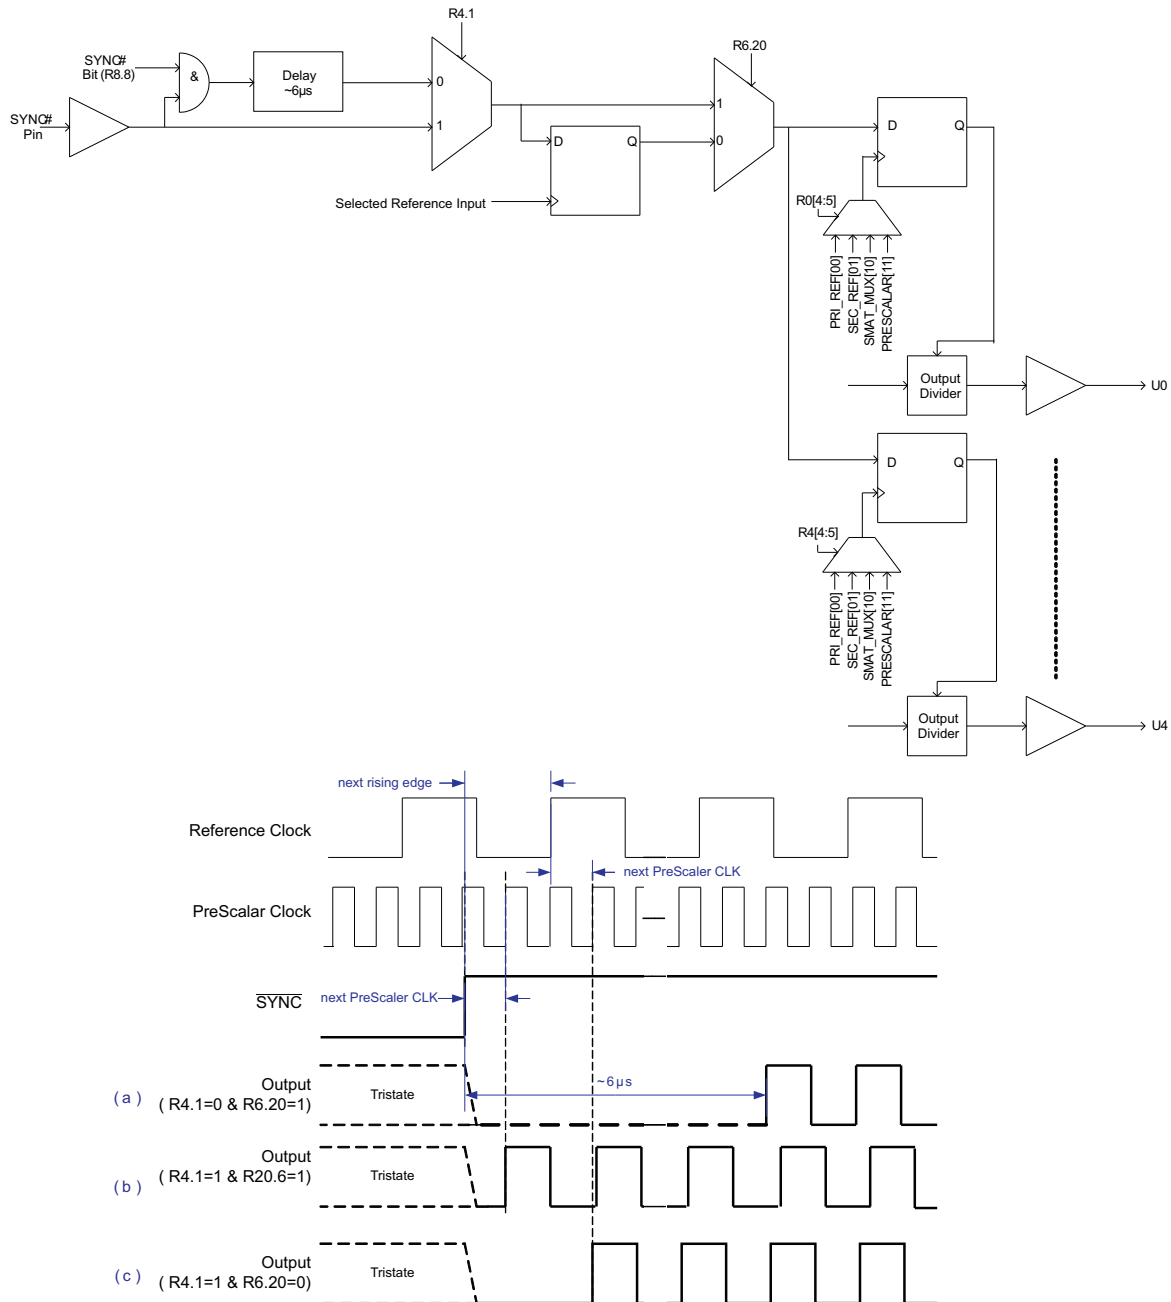 R4.1
R6.20
SYNC#
Bit (R8.8)
&
Delay
~6µs
0
1
SYNC#
Pin
1
0
D
Q
Selected Reference Input
D
Q
R0[4:5]
PRI_REF[00]
SEC_REF[01]
SMAT_MUX[10]
PRESCALAR[11]
Output
Divider
U0
D
Q
R4[4:5]
PRI_REF[00]
SEC_REF[01]
SMAT_MUX[10]
PRESCALAR[11]
Output
Divider
U4
next rising edge
Reference Clock
next PreScaler CLK
PreScalar Clock
SYNC
next PreScaler CLK
(a)
Output
( R4.1=0 & R6.20=1)
Tristate
~6µs
(b)
Output
( R4.1=1 & R20.6=1)
Tristate
(c)
Output
( R4.1=1 & R6.20=0)
Tristate